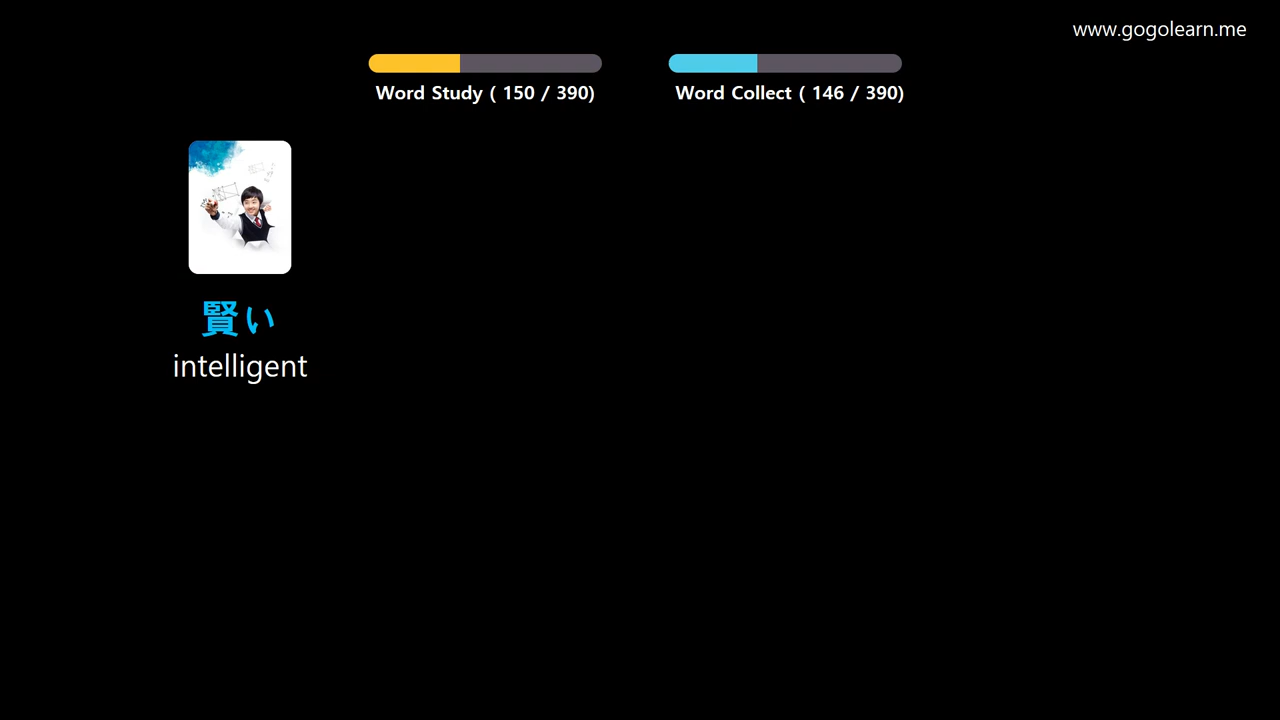 www.gogolearn.me
Word Study ( 150 / 390)
Word Collect ( 146 / 390)
賢い
intelligent